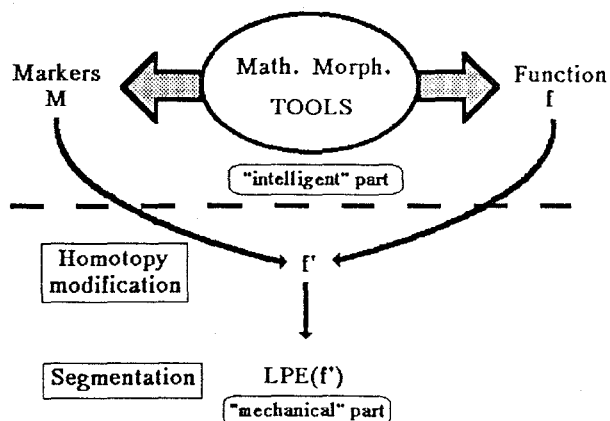 Markers
M
Math. Morph.
TOOLS
Function
f
"intelligent" part
Homotopy
modification
f'
Segmentation
LPE(f')
"mechanical" part